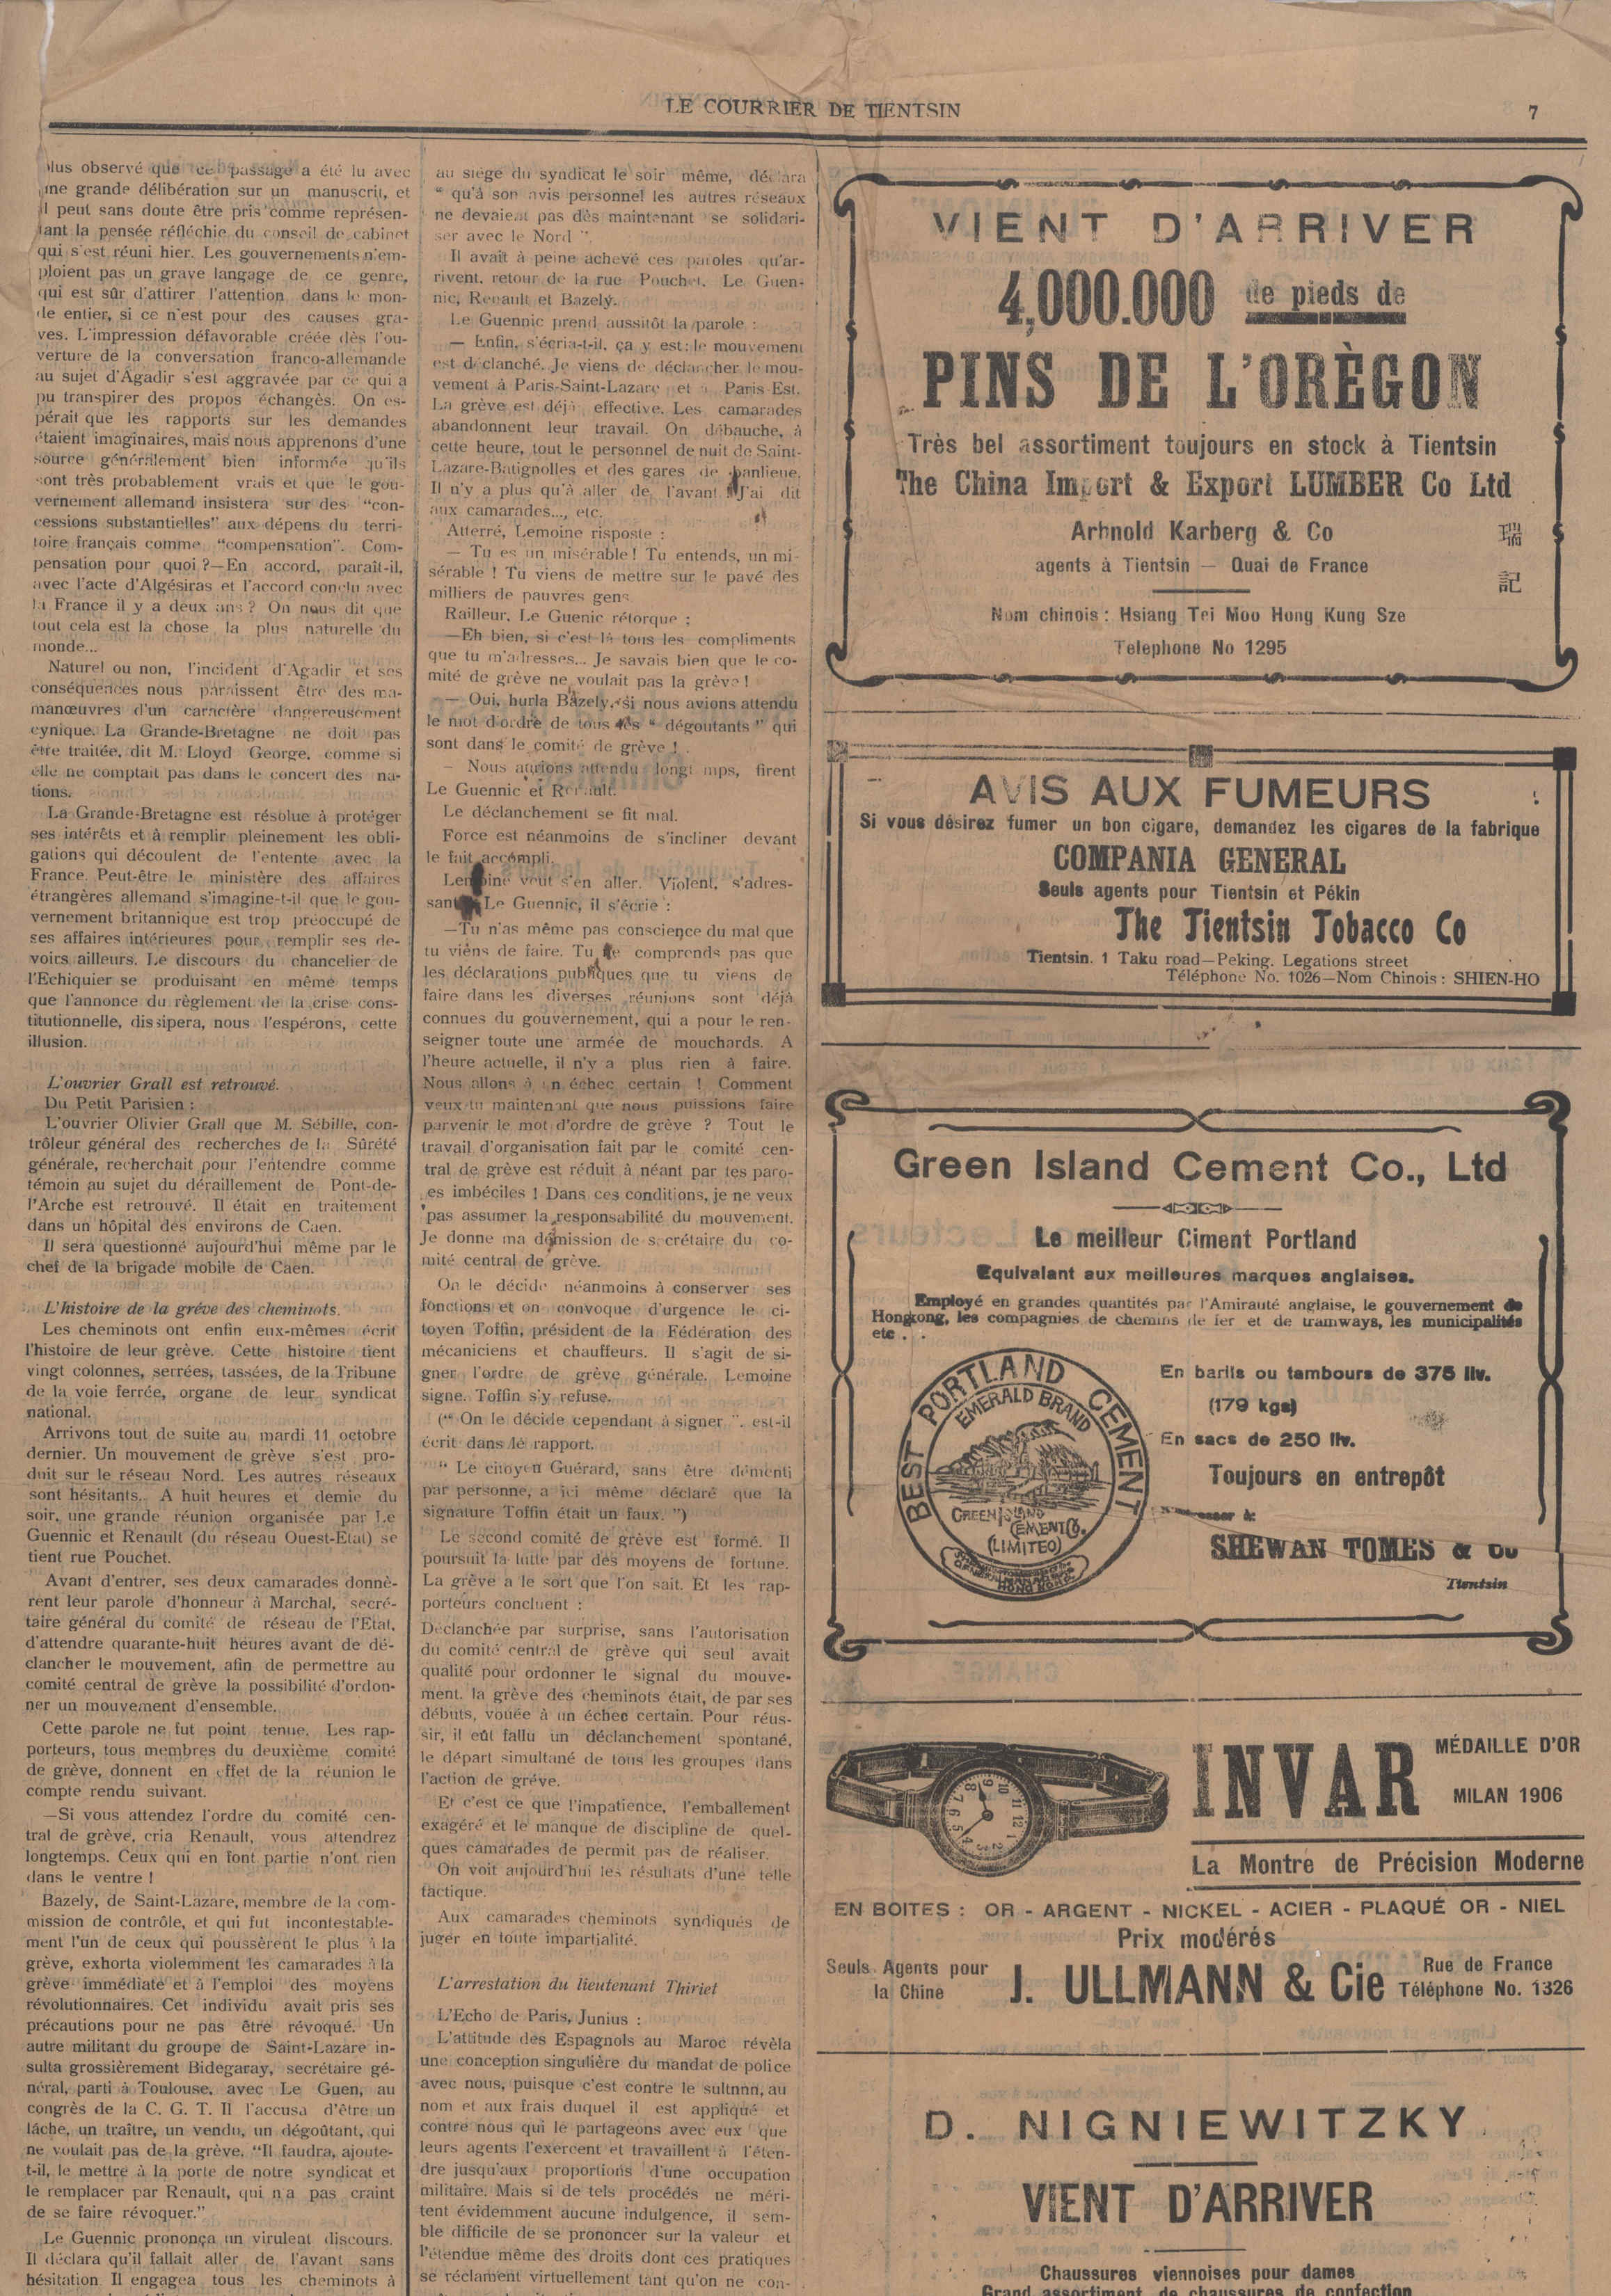 LE COURRIER DE TIENTSIN
7
plus observé que ce passage a été lu avec
une grande délibération sur un manuscrit, et
il peut sans doute être pris comme représen-
tant la pensée réfléchie du conseil de cabinet
qui s'est réuni hier. Les gouvernements n'em-
ploient pas un grave langage de ce genre,
qui est sûr d'attirer l'attention dans le mon-
de entier, si ce n'est pour des causes gra-
ves. L'impression défavorable créée dès l'ou-
verture de la conversation franco-allemande
au sujet d'Agadir s'est aggravée par ce qui a
pu transpirer des propos échangés. On es-
pérait que les rapports sur les demandes
étaient imaginaires, mais nous apprenons d'une
source généralement bien informée qu'ils
sont très probablement vrais et que le gou-
vernement allemand insistera sur des "con-
cessions substantielles" aux dépens du terri-
toire français comme "compensation". Com-
pensation pour quoi ?—En accord, parait-il,
avec l'acte d'Algésiras et l'accord conclu avec
la France il y a deux ans ? On nous dit que
tout cela est la chose la plus naturelle du
monde...
Naturel ou non, l'incident d'Agadir et ses
conséquences nous paraissent être des ma-
manœuvres d'un caractère dangereusement
cynique. La Grande-Bretagne ne doit pas
être traitée, dit M. Lloyd George, comme si
elle ne comptait pas dans le concert des na-
tions.
La Grande-Bretagne est résolue à protéger
ses intérêts et à remplir pleinement les obli-
gations qui découlent de l'entente avec la
France. Peut-être le ministère des affaires
étrangères allemand s'imagine-t-il que le gou-
vernement britannique est trop préoccupé de
ses affaires intérieures pour remplir ses de-
voirs ailleurs. Le discours du chancelier de
l'Echiquier se produisant en même temps
que l'annonce du règlement de la crise cons-
titutionnelle, dissipera, nous l'espérons, cette
illusion.
L'ouvrier Grall est retrouvé.
Du Petit Parisien :
L'ouvrier Olivier Grall que M. Sébille, con-
trôleur général des recherches de la Sûrété
générale, recherchait pour l'entendre comme
témoin au sujet du déraillement de Pont-de-
l'Arche est retrouvé. Il était en traitement
dans un hôpital des environs de Caen.
Il sera questionné aujourd'hui même par le
chef de la brigade mobile de Caen.
L'histoire de la gréve des cheminots.
Les cheminots ont enfin eux-mêmes écrit
l'histoire de leur grêve. Cette histoire tient
vingt colonnes, serrées, tassées, de la Tribune
de la voie ferrée, organe de leur syndicat
national.
Arrivons tout de suite au mardi 11 octobre
dernier. Un mouvement de grève s'est pro-
duit sur le réseau Nord. Les autres réseaux
sont hésitants. A huit heures et demie du
soir, une grande réunion organisée par Le
Guennic et Renault (du réseau Ouest-Etat) se
tient rue Pouchet.
Avant d'entrer, ses deux camarades donnè-
rent leur parole d'honneur à Marchal, secré-
taire général du comité de réseau de l'Etat,
d'attendre quarante-huit heures avant de dé-
clancher le mouvement, afin de permettre au
comité central de grève la possibilité d'ordon-
ner un mouvement d'ensemble.
Cette parole ne fut point tenue. Les rap-
porteurs, tous membres du deuxième comité
de grève, donnent en effet de la réunion le
compte rendu suivant.
—Si vous attendez l'ordre du comité cen-
tral de grève, cria Renault, vous attendrez
longtemps. Ceux qui en font partie n'ont rien
dans le ventre !
Bazely, de Saint-Lazare, membre de la com-
mission de contrôle, et qui fut incontestable-
ment l'un de ceux qui poussèrent le plus à la
grève, exhorta violemment les camarades à la
grève immédiate et à l'emploi des moyens
révolutionnaires. Cet individu avait pris ses
précautions pour ne pas être révoqué. Un
autre militant du groupe de Saint-Lazare in-
sulta grossièrement Bidegaray, secrétaire gé-
néral, parti à Toulouse, avec Le Guen, au
congrès de la C. G. T. Il l'accusa d'être un
lâche, un traître, un vendu, un dégoûtant, qui
ne voulait pas de la grève. "Il faudra, ajoute-
t-il, le mettre à la porte de notre syndicat et
le remplacer par Renault, qui n'a pas craint
de se faire révoquer."
Le Guennic prononça un virulent discours.
Il déclara qu'il fallait aller de l'avant sans
hésitation Il engagea tous les cheminots à
au siège du syndicat le soir même, déclara
" qu'à son avis personnel les autres réseaux
ne devaient pas dès maintenant se solidari-
ser avec le Nord ".
Il avait à peine achevé ces paroles qu'ar-
rivent, retour de la rue Pouchet, Le Guen-
nic, Renault et Bazely.
Le Guennic prend aussitôt la parole :
— Enfin, s'écria-t-il, ça y est: le mouvement
est déclanché. Je viens de déclancher le mou-
vement à Paris-Saint-Lazare et à Paris-Est.
La grève est déjà effective. Les camarades
abandonnent leur travail. On débauche, à
cette heure, tout le personnel de nuit de Saint-
Lazare-Batignolles et des gares de banlieue.
Il n'y a plus qu'à aller de l'avant. J'ai dit
aux camarades..., etc.
Atterré, Lemoine risposte :
— Tu es un misérable ! Tu entends, un mi-
sérable ! Tu viens de mettre sur le pavé des
milliers de pauvres gens.
Railleur, Le Guenic rétorque :
—Eh bien, si c'est là tous les compliments
que tu m'adresses... Je savais bien que le co-
mité de grève ne voulait pas la grève !
— Oui, hurla Bazely, si nous avions attendu
le mot d'ordre de tous les " dégoutants " qui
sont dans le comité de grève !
— Nous aurions attendu longt mps, firent
Le Guennic et Renault.
Le déclanchement se fit mal.
Force est néanmoins de s'incliner devant
le fait accompli.
Lemoine veut s'en aller. Violent, s'adres-
sant Le Guennic, il s'écrie :
—Tu n'as même pas conscience du mal que
tu viens de faire. Tu ne comprends pas que
les déclarations publiques que tu viens de
faire dans les diverses réunions sont déjà
connues du gouvernement, qui a pour le ren-
seigner toute une armée de mouchards. A
l'heure actuelle, il n'y a plus rien à faire.
Nous allons à un échec certain ! Comment
veux-tu maintenant que nous puissions faire
parvenir le mot d'ordre de grève ? Tout le
travail d'organisation fait par le comité cen-
tral de grève est réduit à néant par tes paro-
es imbéciles ! Dans ces conditions, je ne veux
pas assumer la responsabilité du mouvement.
Je donne ma démission de s crétaire du co-
mité central de grève.
On le décide néanmoins à conserver ses
fonctions et on convoque d'urgence le ci-
toyen Toffin, président de la Fédération des
mécaniciens et chauffeurs. Il s'agit de si-
gner l'ordre de grève générale. Lemoine
signe. Toffin s'y refuse.
(" On le décide cependant à signer ". est-il
écrit dans le rapport.
" Le citoyen Guérard, sans être démenti
par personne, a ici même déclaré que la
signature Toffin était un faux. ")
Le second comité de grève est formé. Il
poursuit la lutte par des moyens de fortune.
La grève a le sort que l'on sait. Et les rap-
porteurs concluent :
Déclanchée par surprise, sans l'autorisation
du comité central de grève qui seul avait
qualité pour ordonner le signal du mouve-
ment, la grève des cheminots était, de par ses
débuts, vouée à un échec certain. Pour réus-
sir, il eût fallu un déclanchement spontané,
le départ simultané de tous les groupes dans
l'action de gréve.
Et c'est ce que l'impatience, l'emballement
exagéré et le manque de discipline de quel-
ques camarades de permit pas de réaliser.
On voit aujourd'hui les résultats d'une telle
tactique.
Aux camarades cheminots syndiqués de
juger en toute impartialité.
L'arrestation du lieutenant Thiriet
L'Echo de Paris, Junius :
L'attitude des Espagnols au Maroc révèla
une conception singulière du mandat de police
avec nous, puisque c'est contre le sultnnn, au
nom et aux frais duquel il est appliqué et
contre nous qui le partageons avec eux que
leurs agents l'exercent et travaillent à l'éten-
dre jusqu'aux proportions d'une occupation
militaire. Mais si de tels procédés ne méri-
tent évidemment aucune indulgence, il sem-
ble difficile de se prononcer sur la valeur et
l'étendue même des droits dont ces pratiques
se réclament virtuellement tant qu'on ne con-
VIENT D'ARRIVER
4,000.000 de pieds de
PINS DE L'ORÈGON
Très bel assortiment toujours en stock à Tientsin
The China Import & Export LUMBER Co Ltd
Arhnold Karberg & Co
瑞
agents à Tientsin — Quai de France
記
Nom chinois : Hsiang Tei Moo Hong Kung Sze
Telephone No 1295
AVIS AUX FUMEURS :
Si vous désirez fumer un bon cigare, demandez les cigares de la fabrique
COMPANIA GENERAL
Seuls agents pour Tientsin et Pékin
The Tientsin Tobacco Co
Tientsin. 1 Taku road—Peking. Legations street
Téléphone No. 1026—Nom Chinois : SHIEN-HO
Green Island Cement Co., Ltd
Le meilleur Ciment Portland
Equivalant aux meilleures marques anglaises.
Employé en grandes quantités par l'Amirauté anglaise, le gouvernement de
Hongkong, les compagnies de chemins de fer et de tramways, les municipalités
etc . .
BEST PORTLAND CEMENT
EMERALD BRAND
GREEN ISLAND
CEMENT Co.
(LIMITED)
HONG KONG.
En barils ou tambours de 375 liv.
(179 kgs)
En sacs de 250 liv.
Toujours en entrepôt
SHEWAN TOMES & Co
Tientsin
INVAR
MÉDAILLE D'OR
MILAN 1906
La Montre de Précision Moderne
EN BOITES : OR - ARGENT - NICKEL - ACIER - PLAQUÉ OR - NIEL
Prix modérés
Seuls Agents pour
la Chine
J. ULLMANN & Cie
Rue de France
Téléphone No. 1326
D. NIGNIEWITZKY
VIENT D'ARRIVER
Chaussures viennoises pour dames
Grand assortiment de chaussures de confection